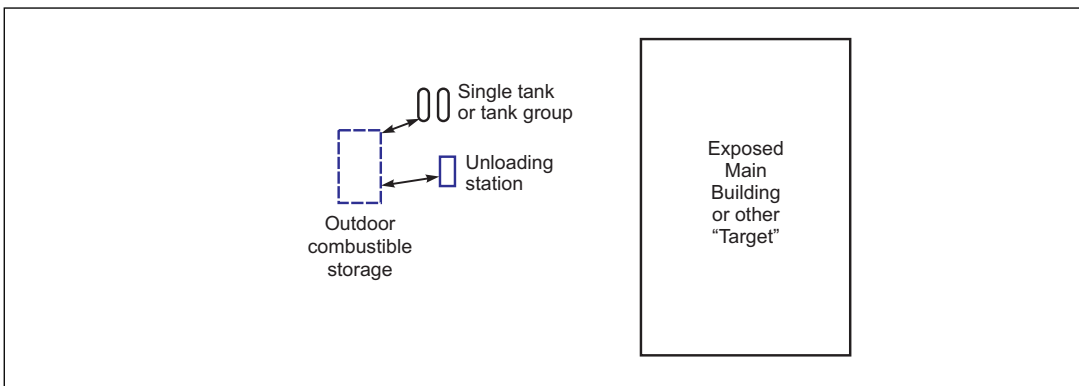 Single tank
or tank group
Unloading
station
Outdoor
combustible
storage
Exposed
Main
Building
or other
“Target”